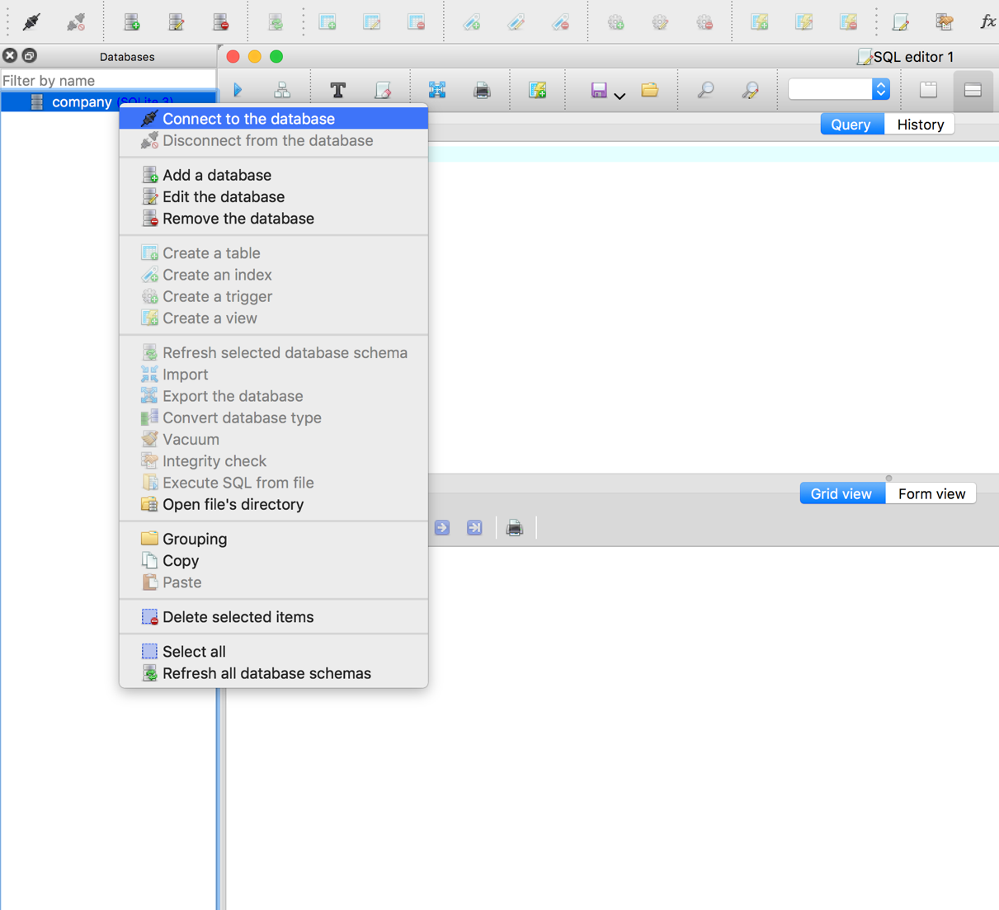 fx
Databases
SQL editor 1
Filter by name
company (SQLite 3)
T
Query
History
Connect to the database
Disconnect from the database
Add a database
Edit the database
Remove the database
Create a table
Create an index
Create a trigger
Create a view
Refresh selected database schema
Import
Export the database
Convert database type
Vacuum
Integrity check
Execute SQL from file
Open file's directory
Grouping
Copy
Paste
Delete selected items
Select all
Refresh all database schemas
Grid view
Form view